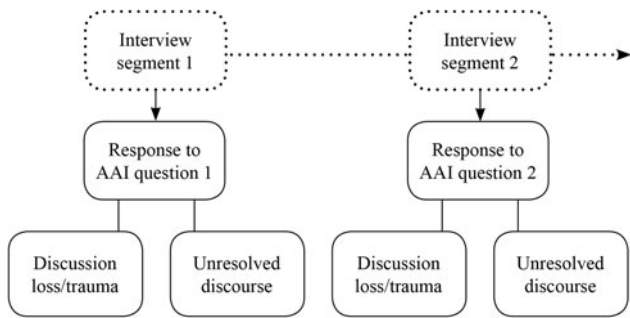 Interview
segment 1
Interview
segment 2
Response to
AAI question 1
Response to
AAI question 2
Discussion
loss/trauma
Unresolved
discourse
Discussion
loss/trauma
Unresolved
discourse